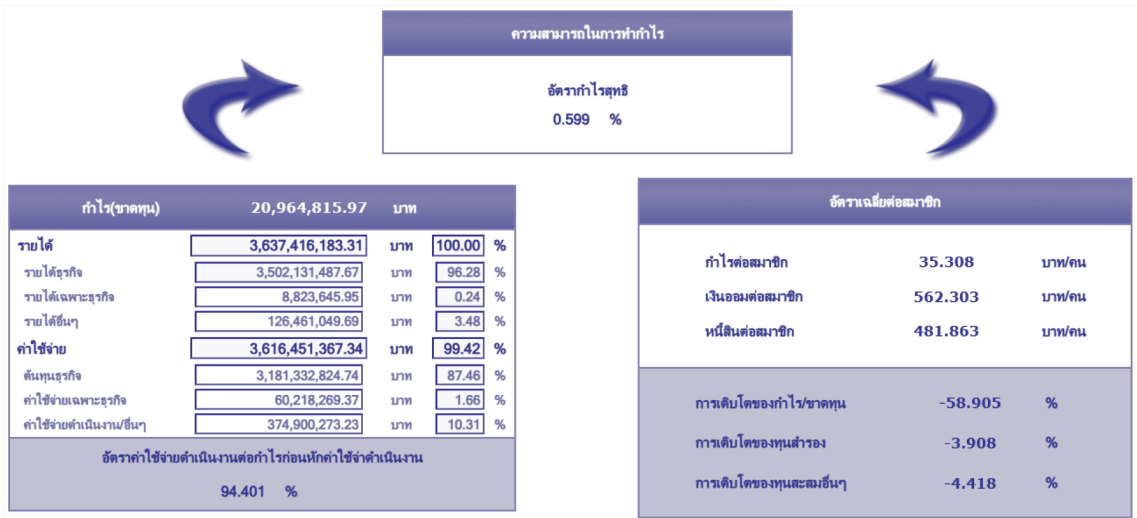 ความสามารถในการทำกำไร
อัตรากำไรสุทธิ
0.599 %
กำไร(ขาดทุน) 20,964,815.97 บาท
รายได้ 3,637,416,183.31 บาท 100.00 %
รายได้ธุรกิจ 3,502,131,487.67 บาท 96.28 %
รายได้เฉพาะธุรกิจ 8,823,645.95 บาท 0.24 %
รายได้อื่นๆ 126,461,049.69 บาท 3.48 %
ค่าใช้จ่าย 3,616,451,367.34 บาท 99.42 %
ต้นทุนธุรกิจ 3,181,332,824.74 บาท 87.46 %
ค่าใช้จ่ายเฉพาะธุรกิจ 60,218,269.37 บาท 1.66 %
ค่าใช้จ่ายดำเนินงาน/อื่นๆ 374,900,273.23 บาท 10.31 %
อัตราค่าใช้จ่ายดำเนินงานต่อกำไรก่อนหักค่าใช้จ่าดำเนินงาน
94.401 %
อัตราเฉลี่ยต่อสมาชิก
กำไรต่อสมาชิก 35.308 บาท/คน
เงินออมต่อสมาชิก 562.303 บาท/คน
หนี้สินต่อสมาชิก 481.863 บาท/คน
การเติบโตของกำไร/ขาดทุน -58.905 %
การเติบโตของทุนสำรอง -3.908 %
การเติบโตของทุนสะสมอื่นๆ -4.418 %